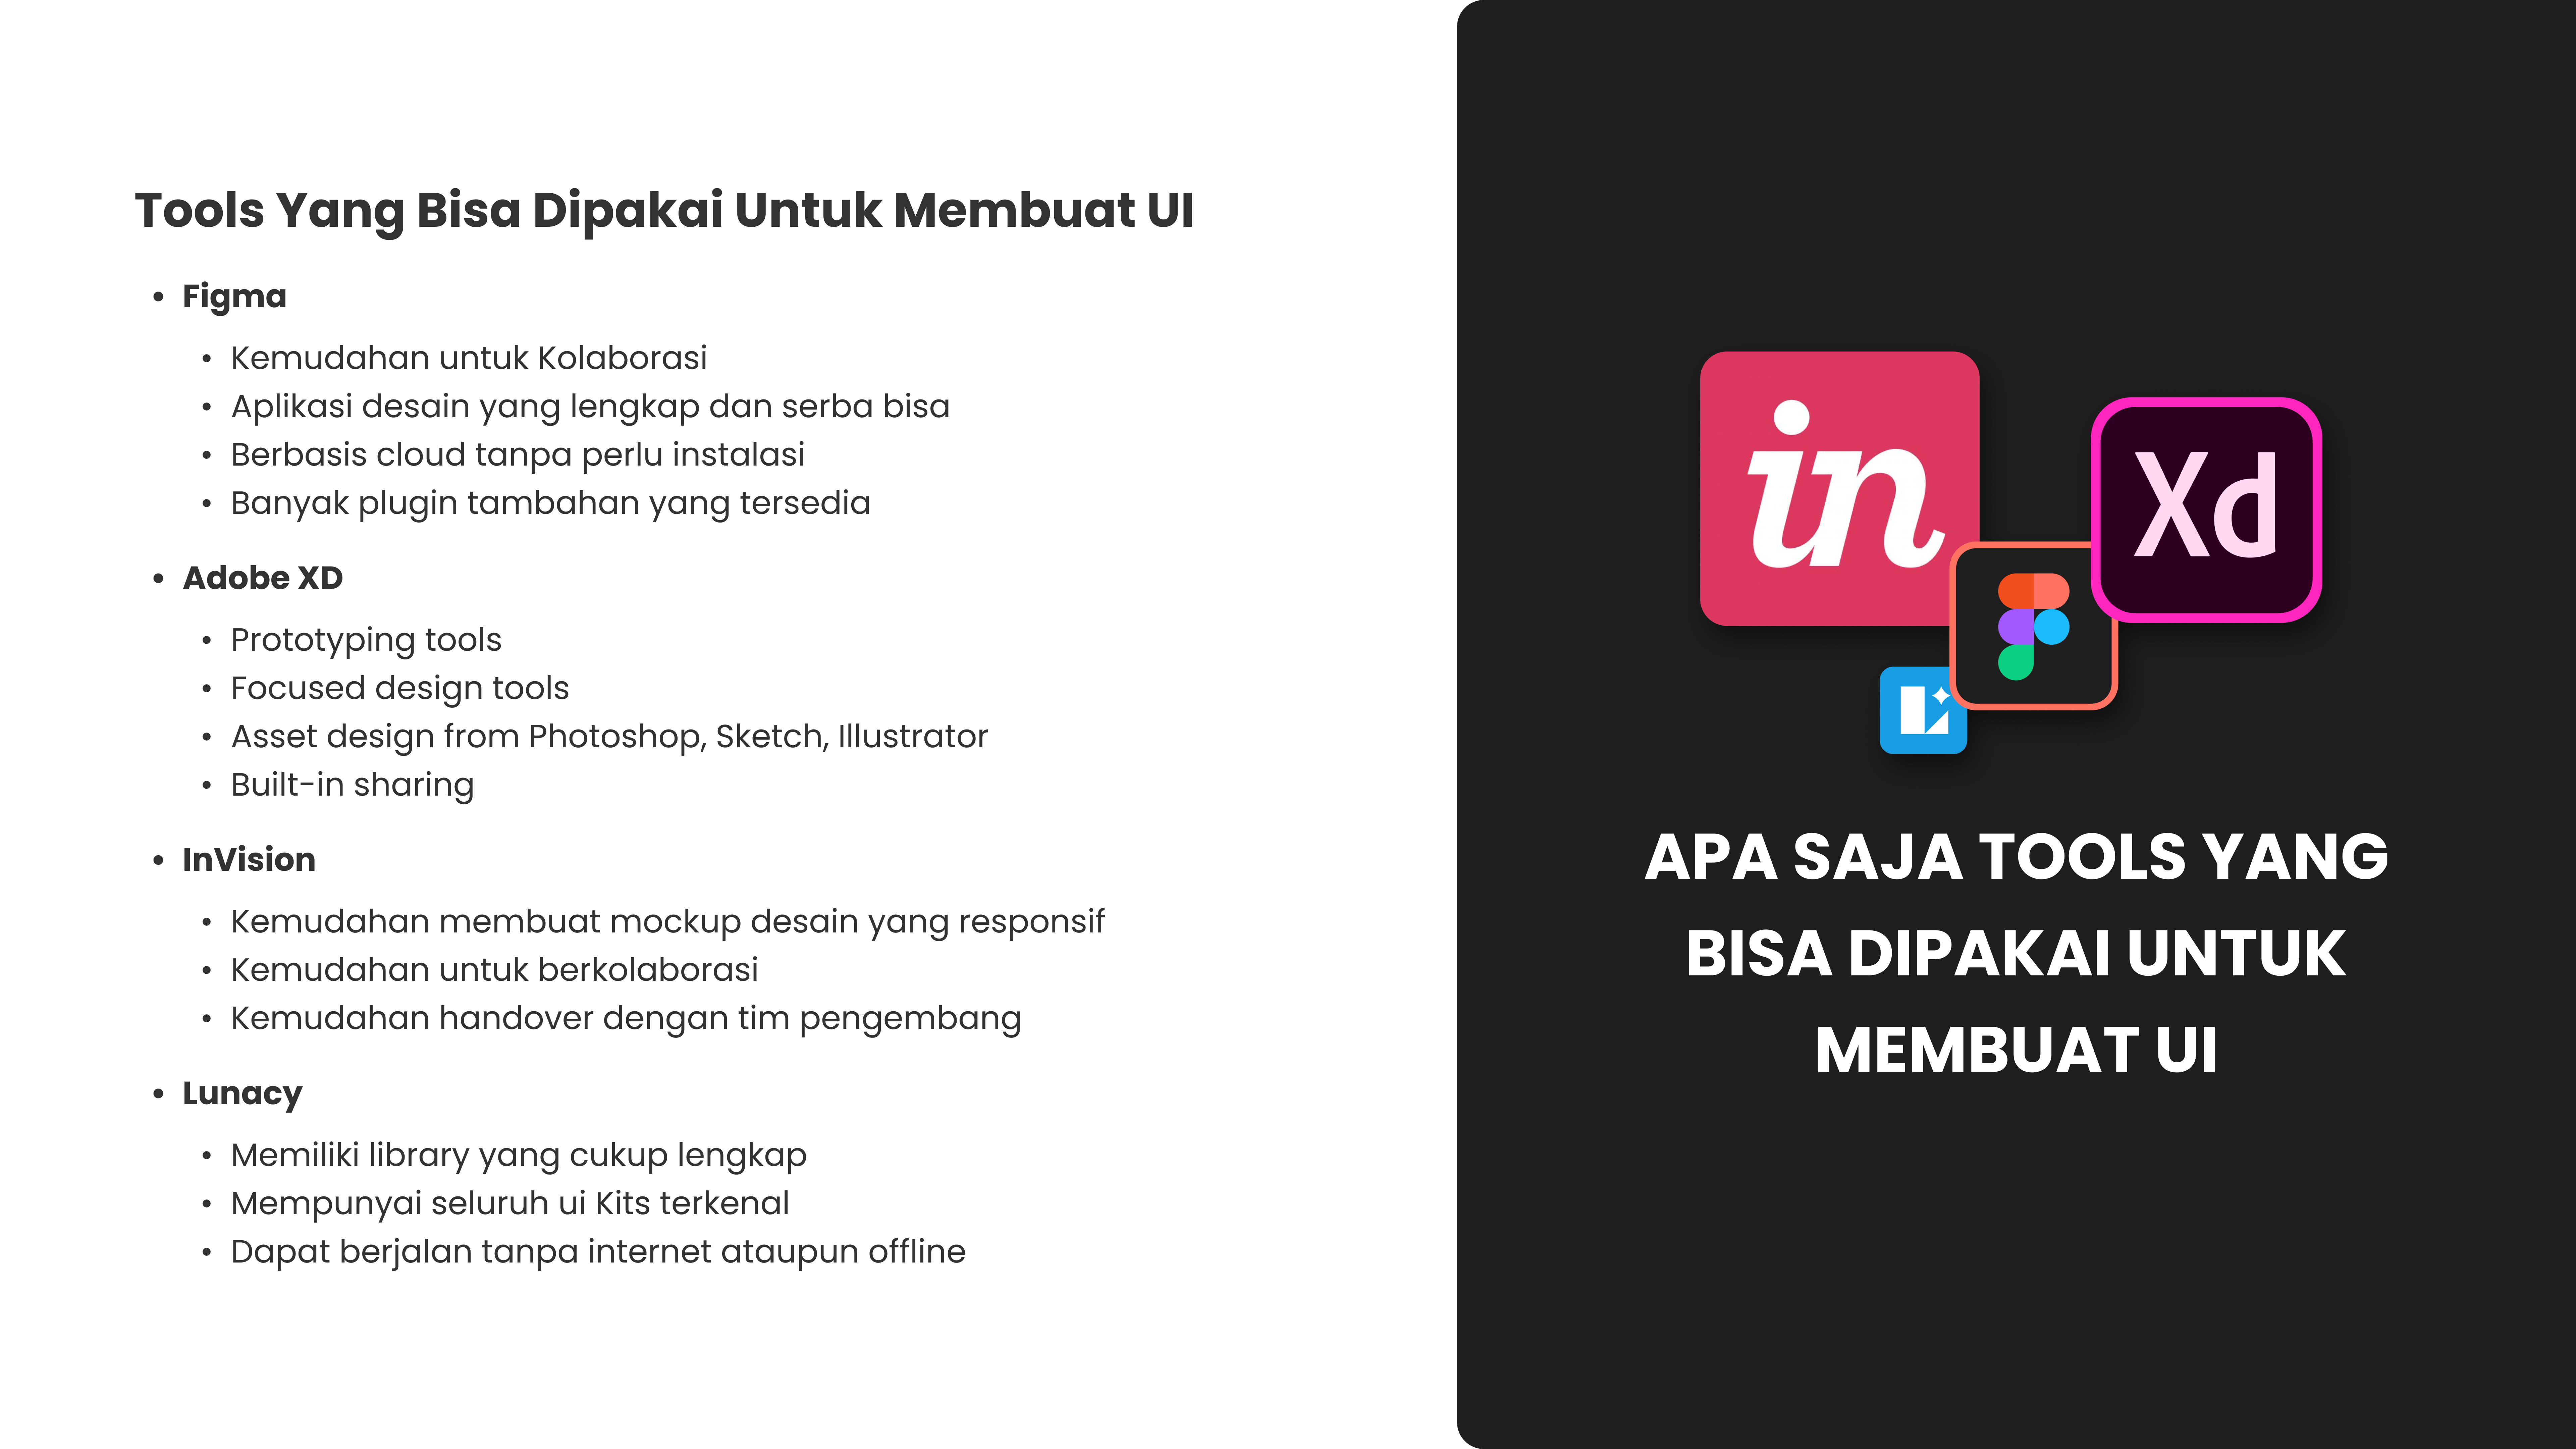 Tools Yang Bisa Dipakai Untuk Membuat UI
• Figma
• Kemudahan untuk Kolaborasi
• Aplikasi desain yang lengkap dan serba bisa
• Berbasis cloud tanpa perlu instalasi
• Banyak plugin tambahan yang tersedia
• Adobe XD
• Prototyping tools
• Focused design tools
• Asset design from Photoshop, Sketch, Illustrator
• Built-in sharing
• InVision
• Kemudahan membuat mockup desain yang responsif
• Kemudahan untuk berkolaborasi
• Kemudahan handover dengan tim pengembang
• Lunacy
• Memiliki library yang cukup lengkap
• Mempunyai seluruh ui Kits terkenal
• Dapat berjalan tanpa internet ataupun offline
in
Xd
APA SAJA TOOLS YANG
BISA DIPAKAI UNTUK
MEMBUAT UI